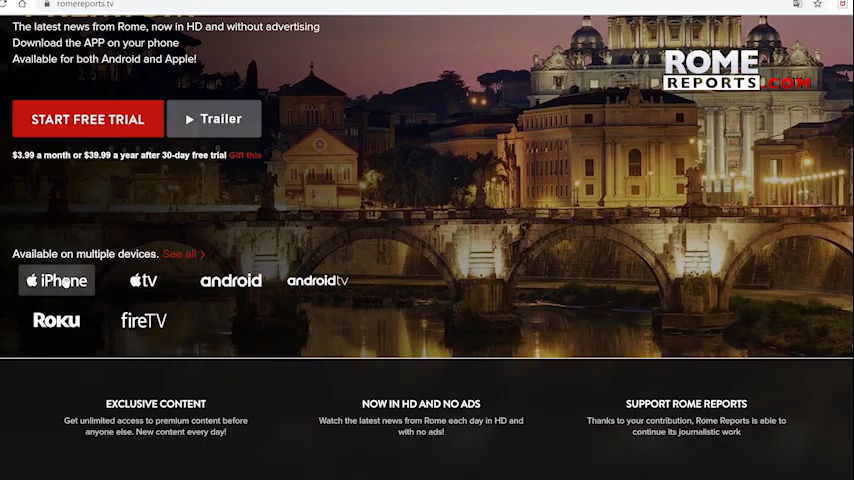 romereports.tv
The latest news from Rome, now in HD and without advertising
Download the APP on your phone
Available for both Android and Apple!
ROME
REPORTS.COM
START FREE TRIAL
Trailer
$3.99 a month or $39.99 a year after 30-day free trial Gift this
Available on multiple devices. See all >
iPhone
tv
android
androidtv
ROKU
fireTV
EXCLUSIVE CONTENT
Get unlimited access to premium content before
anyone else. New content every day!
NOW IN HD AND NO ADS
Watch the latest news from Rome each day in HD and
with no ads!
SUPPORT ROME REPORTS
Thanks to your contribution, Rome Reports is able to
continue its journalistic work